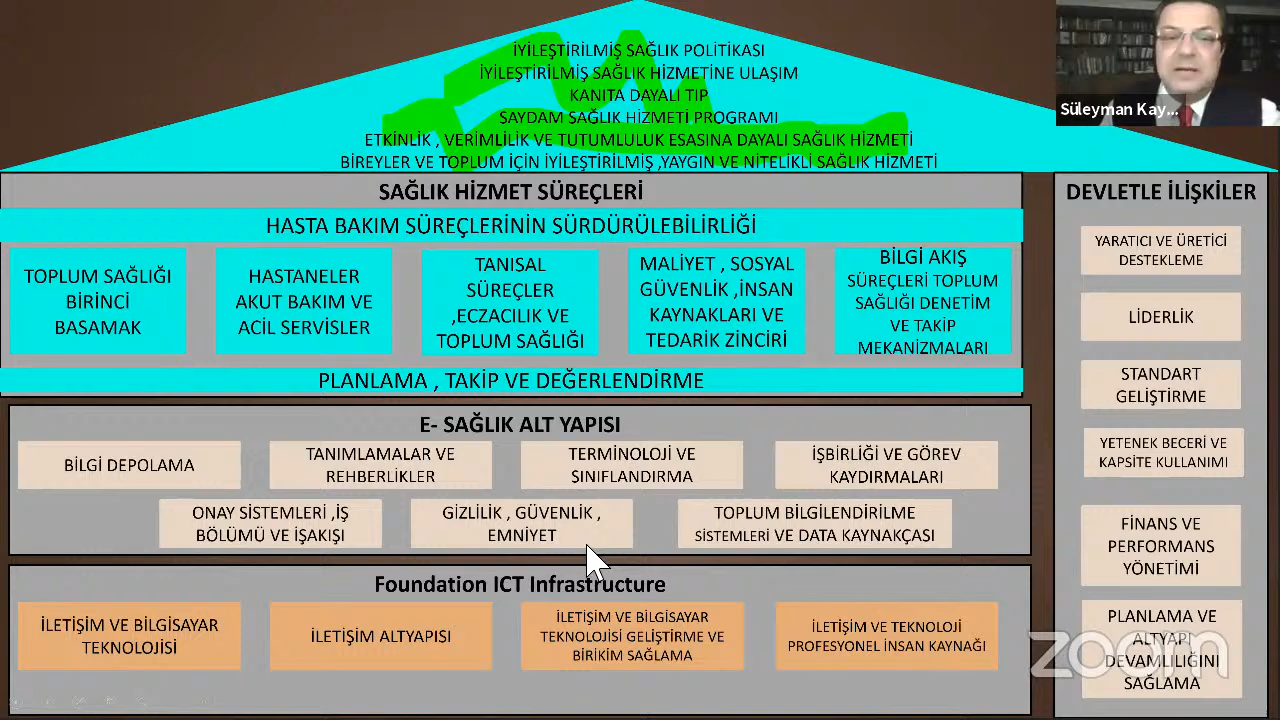 İYİLEŞTİRİLMİŞ SAĞLIK POLİTİKASI
İYİLEŞTİRİLMİŞ SAĞLIK HİZMETİNE ULAŞIM
KANITA DAYALI TIP
SAYDAM SAĞLIK HİZMETİ PROGRAMI
ETKİNLİK , VERİMLİLİK VE TUTUMLULUK ESASINA DAYALI SAĞLIK HİZMETİ
BİREYLER VE TOPLUM İÇİN İYİLEŞTİRİLMİŞ ,YAYGIN VE NİTELİKLİ SAĞLIK HİZMETİ
Süleyman Kay...
SAĞLIK HİZMET SÜREÇLERİ
HASTA BAKIM SÜREÇLERİNİN SÜRDÜRÜLEBİLİRLİĞİ
TOPLUM SAĞLIĞI
BİRİNCİ
BASAMAK
HASTANELER
AKUT BAKIM VE
ACİL SERVİSLER
TANISAL
SÜREÇLER
,ECZACILIK VE
TOPLUM SAĞLIĞI
MALİYET , SOSYAL
GÜVENLİK ,İNSAN
KAYNAKLARI VE
TEDARİK ZİNCİRİ
BİLGİ AKIŞ
SÜREÇLERİ TOPLUM
SAĞLIĞI DENETİM
VE TAKİP
MEKANİZMALARI
PLANLAMA , TAKİP VE DEĞERLENDİRME
E- SAĞLIK ALT YAPISI
BİLGİ DEPOLAMA
TANIMLAMALAR VE
REHBERLİKLER
TERMİNOLOJİ VE
SINIFLANDIRMA
İŞBİRLİĞİ VE GÖREV
KAYDIRMALARI
ONAY SİSTEMLERİ ,İŞ
BÖLÜMÜ VE İŞAKIŞI
GİZLİLİK , GÜVENLİK ,
EMNİYET
TOPLUM BİLGİLENDİRİLME
SİSTEMLERİ VE DATA KAYNAKÇASI
Foundation ICT Infrastructure
İLETİŞİM VE BİLGİSAYAR
TEKNOLOJİSİ
İLETİŞİM ALTYAPISI
İLETİŞİM VE BİLGİSAYAR
TEKNOLOJİSİ GELİŞTİRME VE
BİRİKİM SAĞLAMA
İLETİŞİM VE TEKNOLOJİ
PROFESYONEL İNSAN KAYNAĞI
DEVLETLE İLİŞKİLER
YARATICI VE ÜRETİCİ
DESTEKLEME
LİDERLİK
STANDART
GELİŞTİRME
YETENEK BECERİ VE
KAPSİTE KULLANIMI
FİNANS VE
PERFORMANS
YÖNETİMİ
PLANLAMA VE
ALTYAPI
DEVAMLILIĞINI
SAĞLAMA
zoom